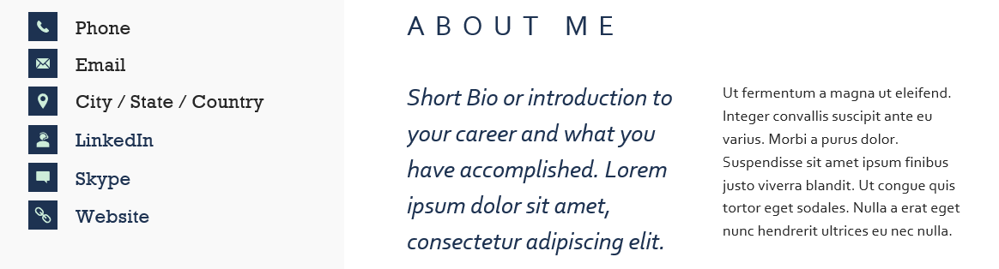 Phone
Email
City / State / Country
LinkedIn
Skype
Website
ABOUT ME
Short Bio or introduction to
your career and what you
have accomplished. Lorem
ipsum dolor sit amet,
consectetur adipiscing elit.
Ut fermentum a magna ut eleifend.
Integer convallis suscipit ante eu
varius. Morbi a purus dolor.
Suspendisse sit amet ipsum finibus
justo viverra blandit. Ut congue quis
tortor eget sodales. Nulla a erat eget
nunc hendrerit ultrices eu nec nulla.